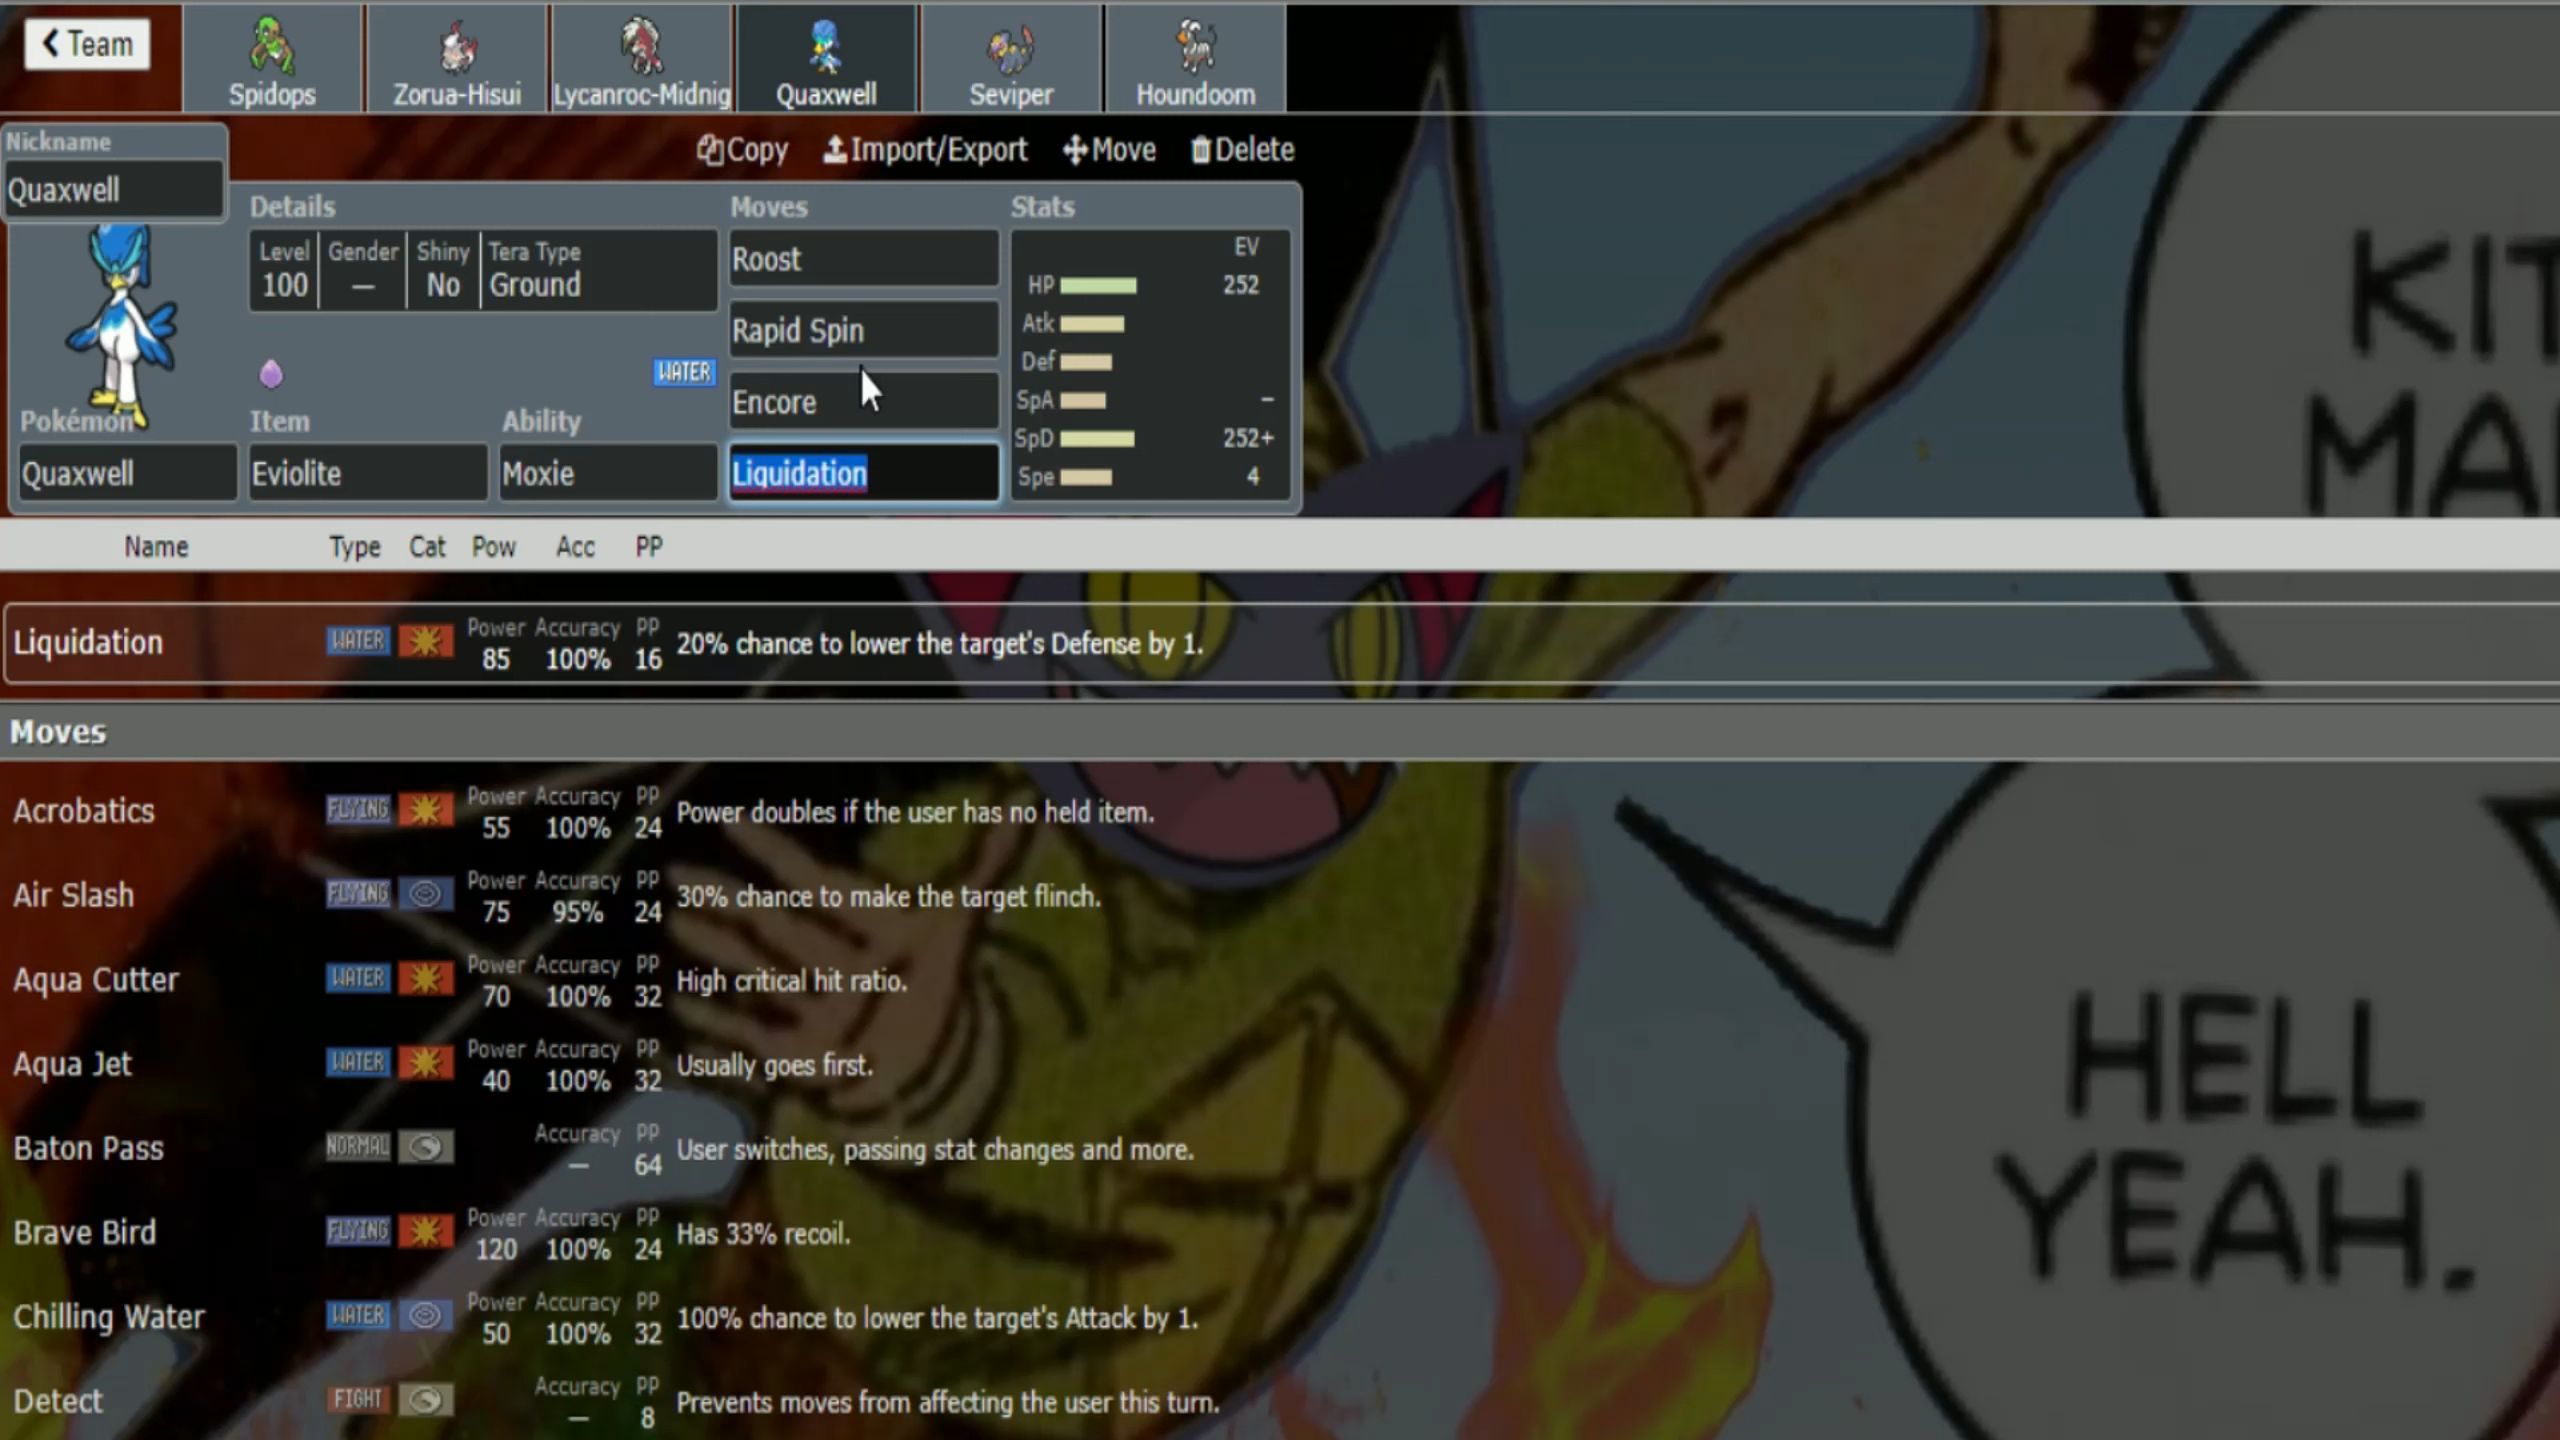 Team
Spidops
Zorua-Hisui
Lycanroc-Midnig
Quaxwell
Seviper
Houndoom
Nickname
Quaxwell
Copy
Import/Export
Move
Delete
Details
Moves
Stats
Level
100
Gender
—
Shiny
No
Tera Type
Ground
WATER
Pokémon
Quaxwell
Item
Eviolite
Ability
Moxie
Roost
Rapid Spin
Encore
Liquidation
EV
HP 252
Atk
Def
SpA –
SpD 252+
Spe 4
Name Type Cat Pow Acc PP
Liquidation WATER Power 85 Accuracy 100% PP 16 20% chance to lower the target's Defense by 1.
Moves
Acrobatics FLYING Power 55 Accuracy 100% PP 24 Power doubles if the user has no held item.
Air Slash FLYING Power 75 Accuracy 95% PP 24 30% chance to make the target flinch.
Aqua Cutter WATER Power 70 Accuracy 100% PP 32 High critical hit ratio.
Aqua Jet WATER Power 40 Accuracy 100% PP 32 Usually goes first.
Baton Pass NORMAL Accuracy — PP 64 User switches, passing stat changes and more.
Brave Bird FLYING Power 120 Accuracy 100% PP 24 Has 33% recoil.
Chilling Water WATER Power 50 Accuracy 100% PP 32 100% chance to lower the target's Attack by 1.
Detect FIGHT Accuracy — PP 8 Prevents moves from affecting the user this turn.
HELL
YEAH.